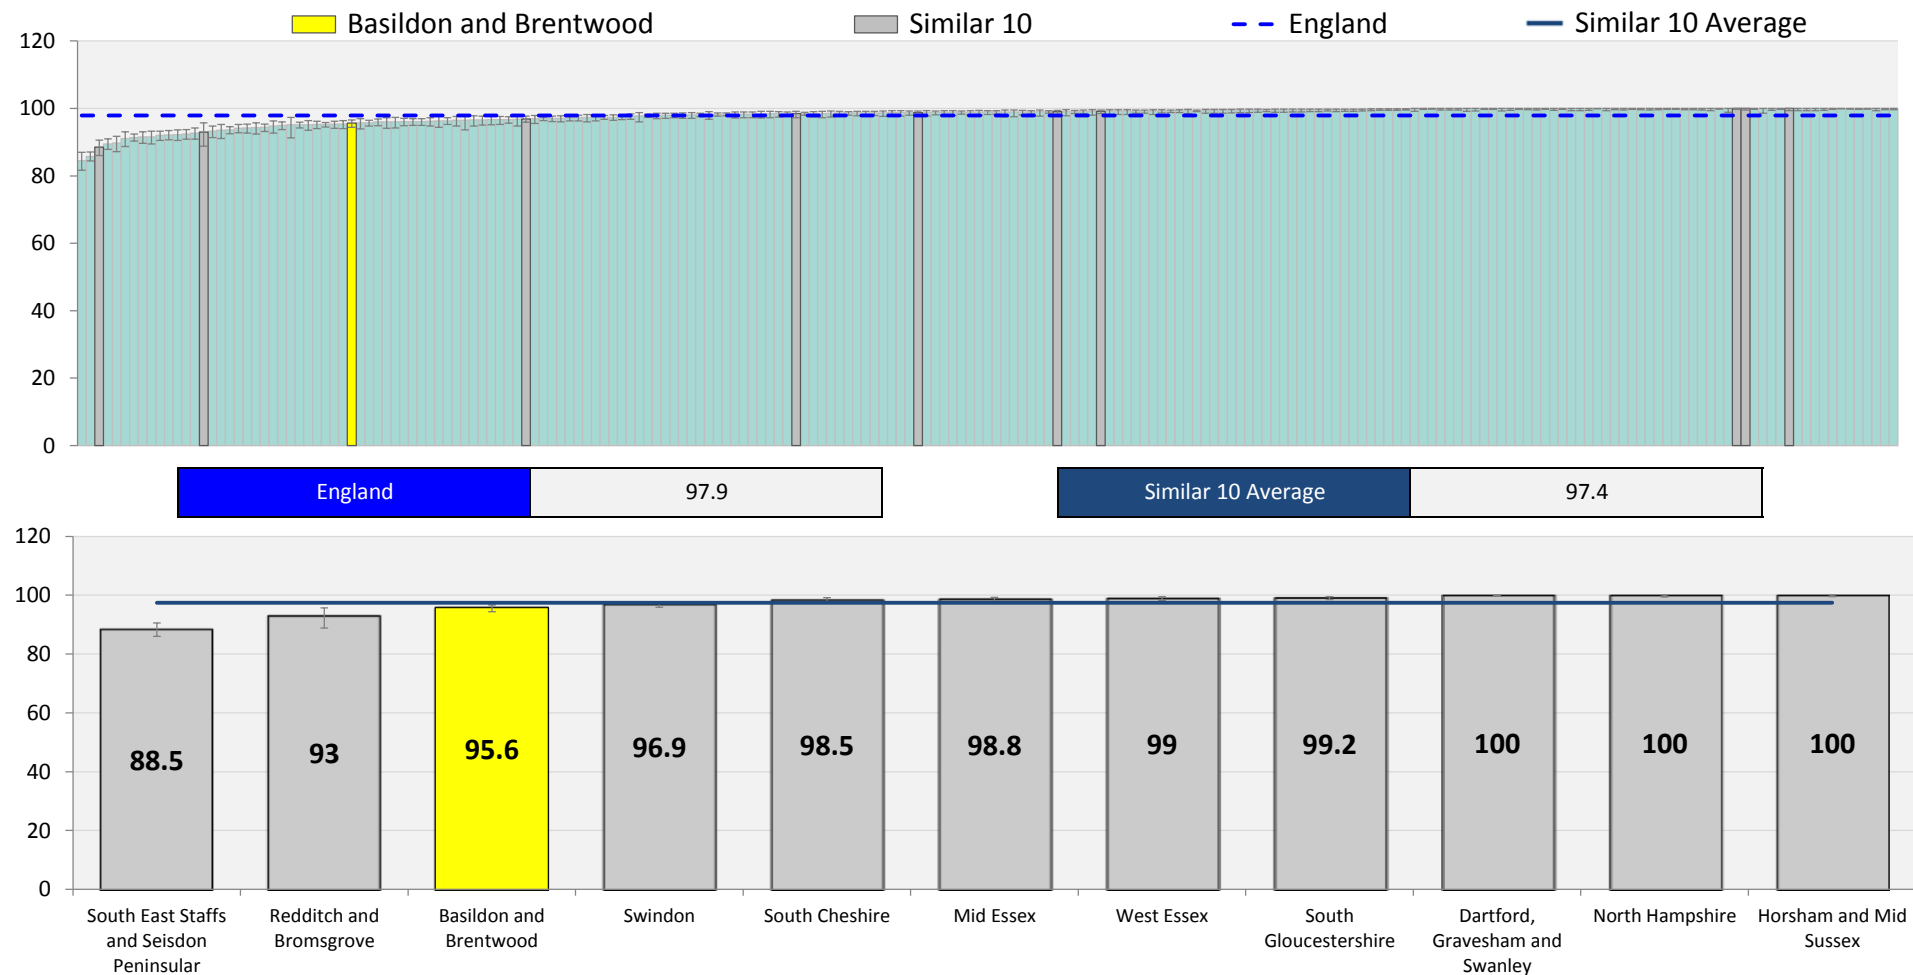 Basildon and Brentwood
Similar 10
England
Similar 10 Average
120
100
80
60
40
20
0
England
97.9
Similar 10 Average
97.4
120
100
80
60
40
20
0
88.5
93
95.6
96.9
98.5
98.8
99
99.2
100
100
100
South East Staffs
and Seisdon
Peninsular
Redditch and
Bromsgrove
Basildon and
Brentwood
Swindon
South Cheshire
Mid Essex
West Essex
South
Gloucestershire
Dartford,
Gravesham and
Swanley
North Hampshire
Horsham and Mid
Sussex